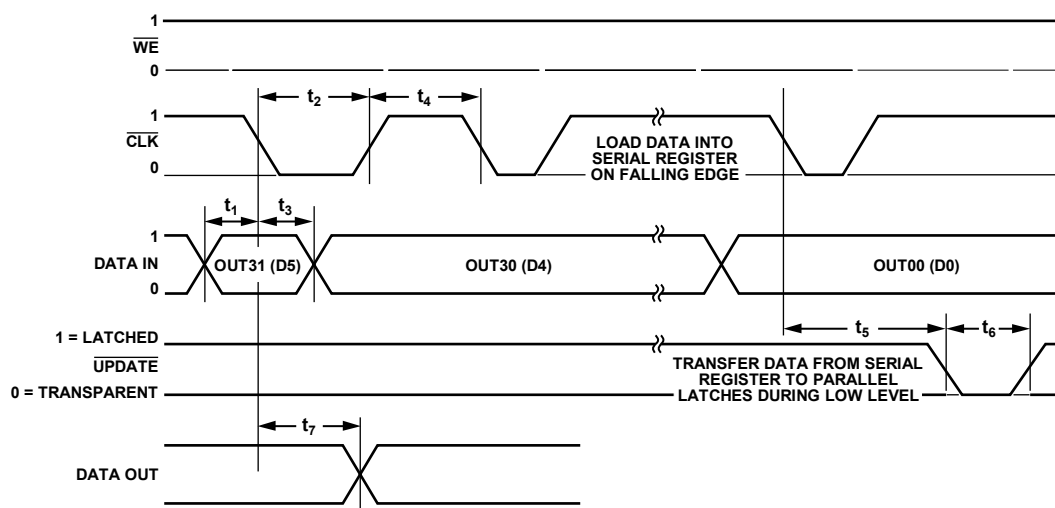 1
WE
0
t2
t4
1
CLK
0
LOAD DATA INTO
SERIAL REGISTER
ON FALLING EDGE
t1
t3
1
DATA IN
0
OUT31 (D5)
OUT30 (D4)
OUT00 (D0)
t5
t6
1 = LATCHED
UPDATE
0 = TRANSPARENT
TRANSFER DATA FROM SERIAL
REGISTER TO PARALLEL
LATCHES DURING LOW LEVEL
t7
DATA OUT